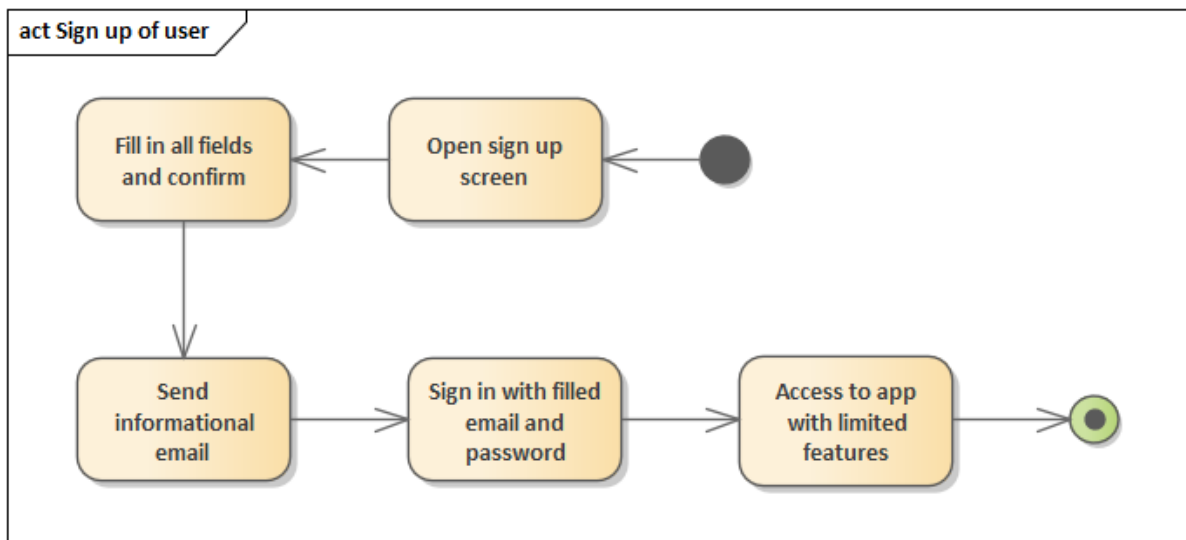 act Sign up of user
Fill in all fields
and confirm
Open sign up
screen
Send
informational
email
Sign in with filled
email and
password
Access to app
with limited
features